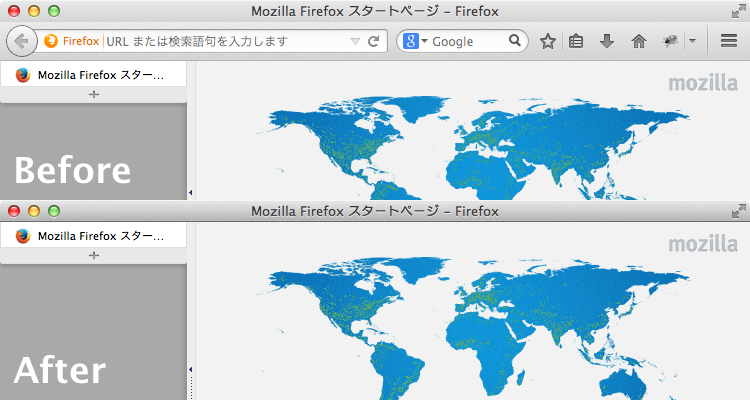 Mozilla Firefox スタートページ – Firefox
Firefox URL または検索語句を入力します Google
Mozilla Firefox スター...
mozilla
Before
Mozilla Firefox スタートページ – Firefox
Mozilla Firefox スター...
mozilla
After